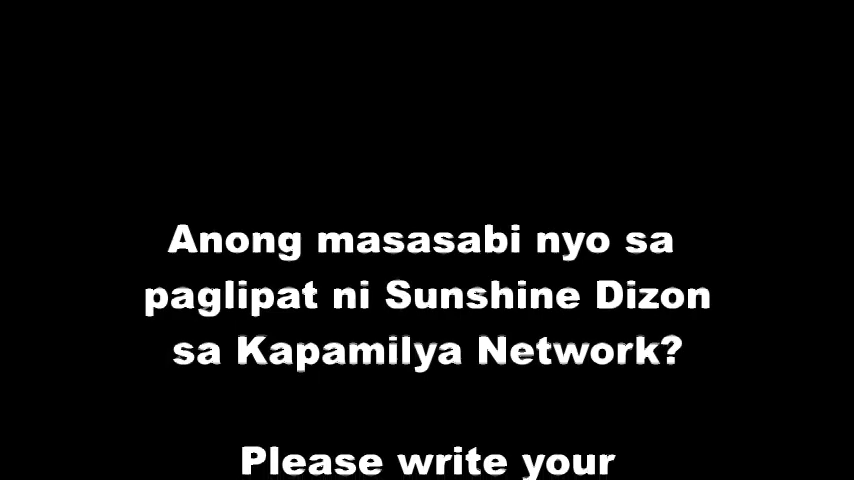 Anong masasabi nyo sa
paglipat ni Sunshine Dizon
sa Kapamilya Network?
Please write your